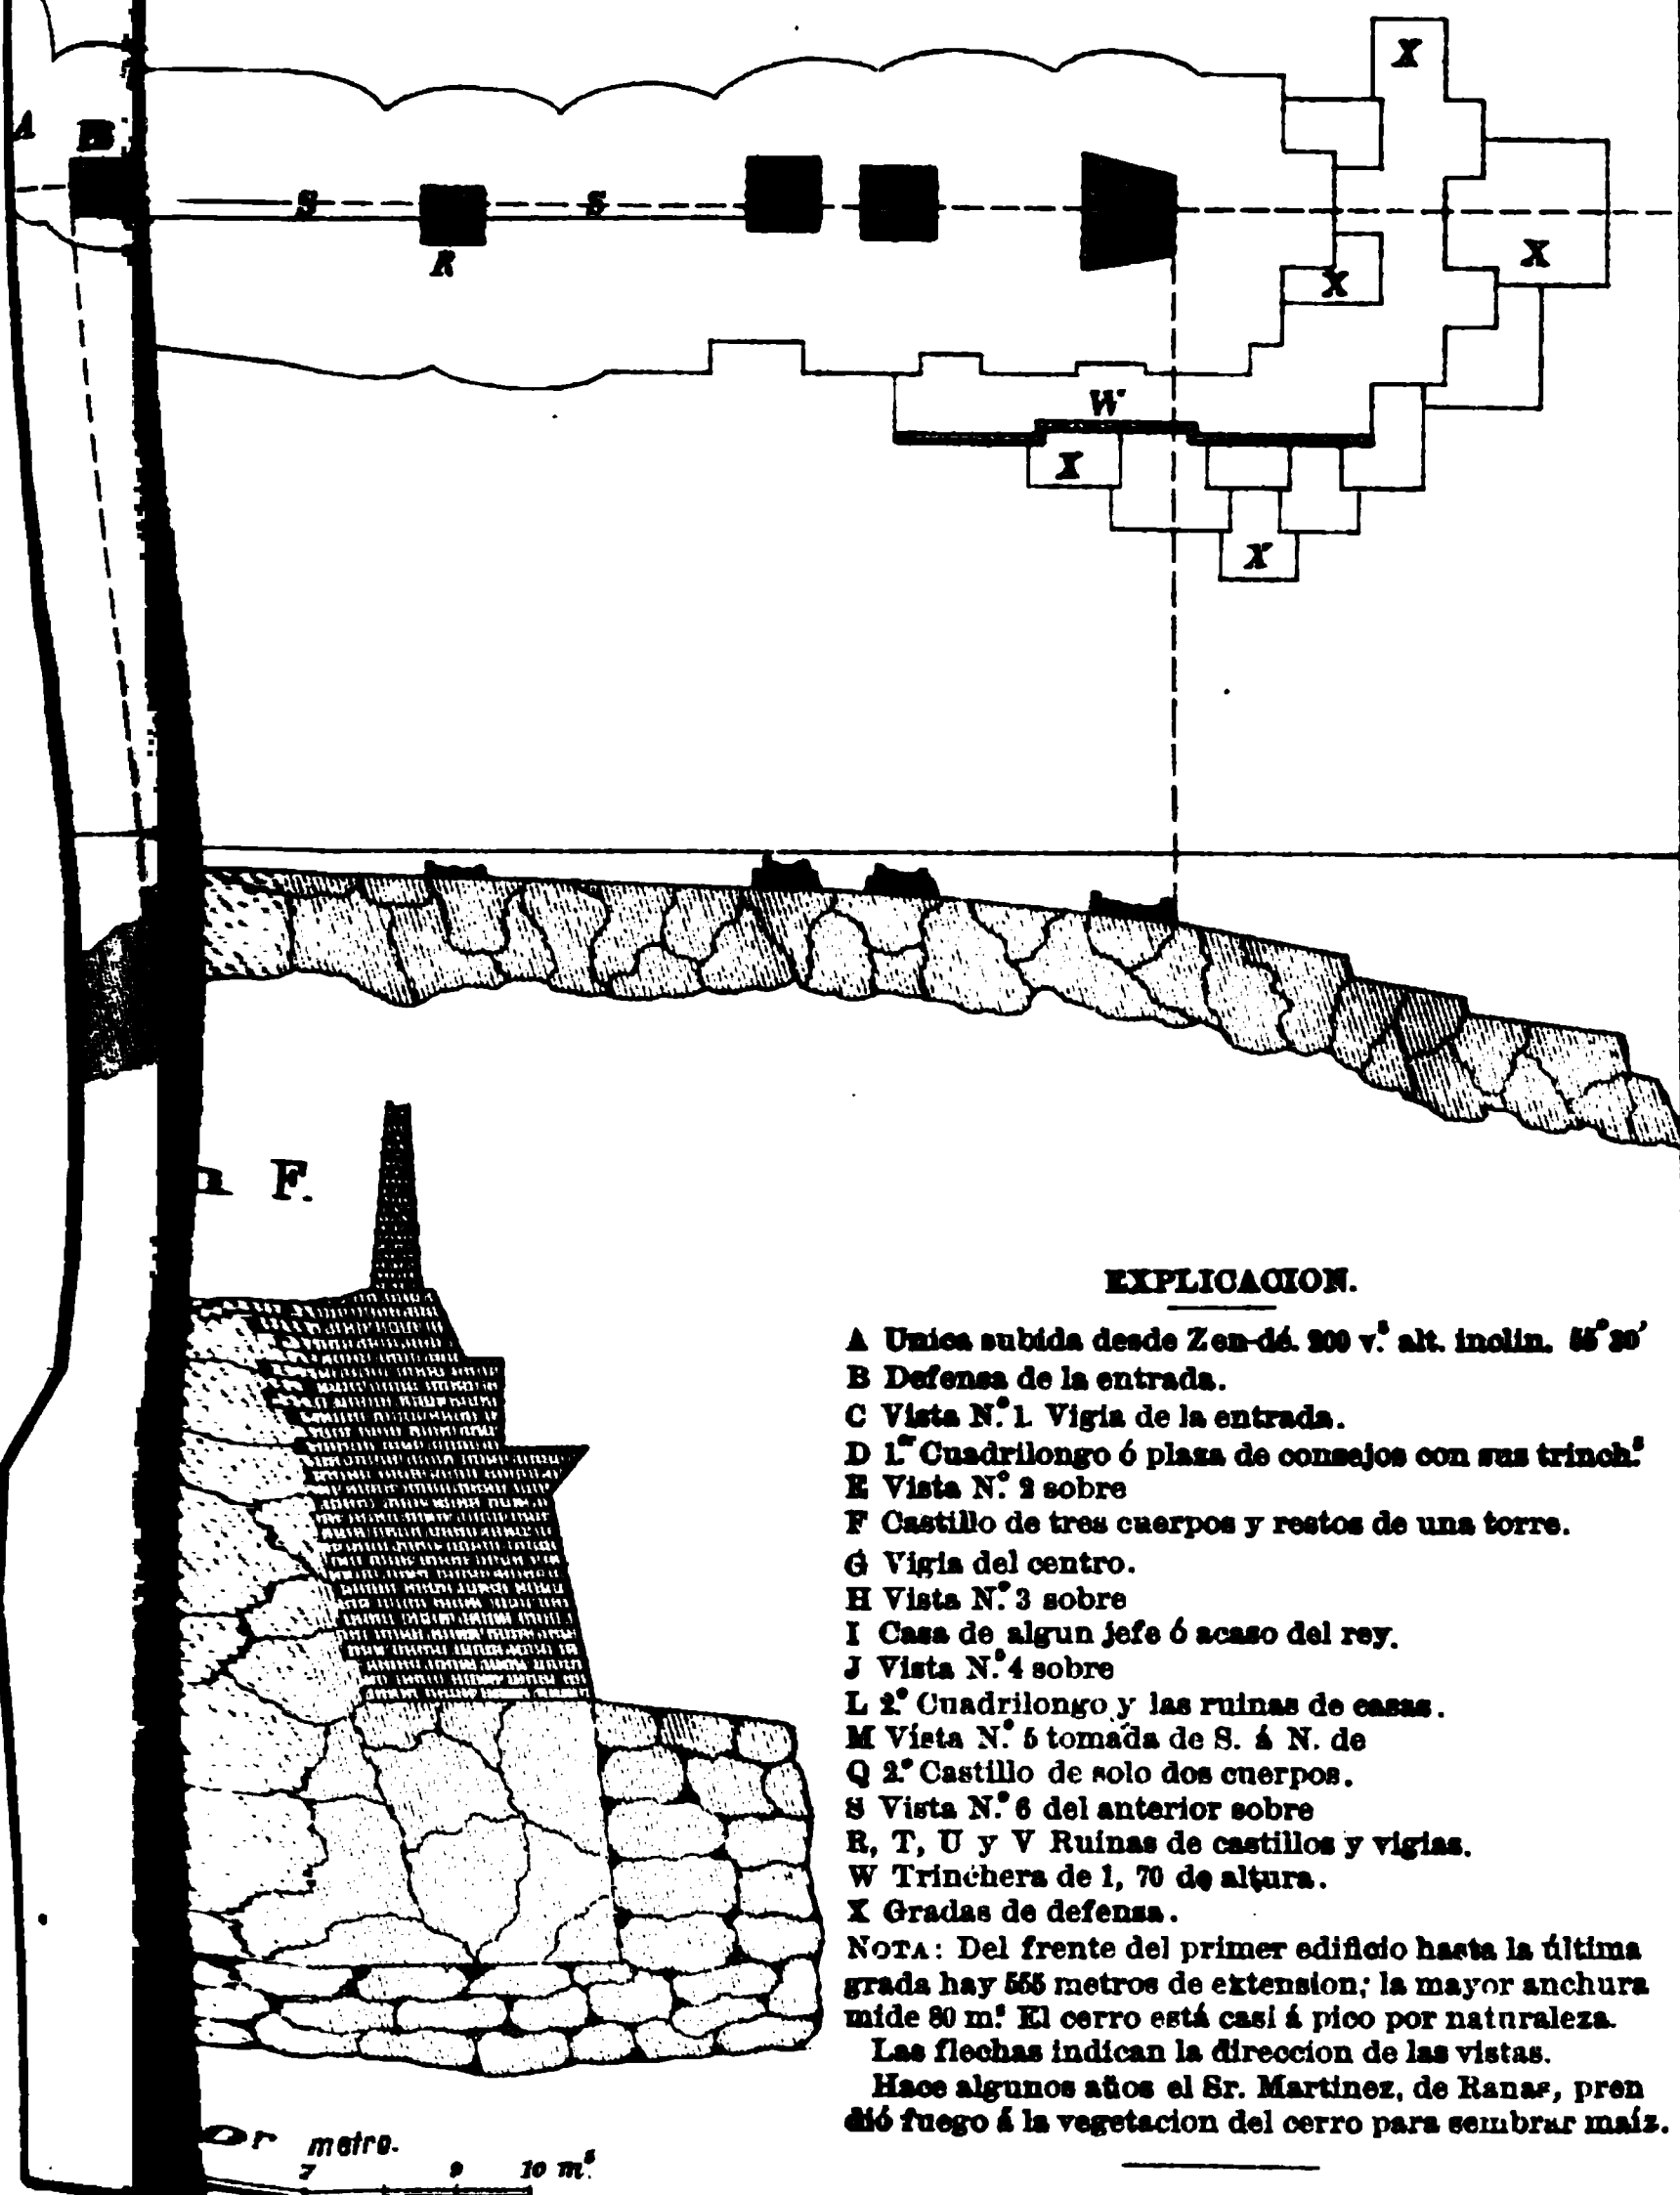 X
A B
S S
R
X
X
W
X
X
F.
EXPLICACION.
A Unica subida desde Zen-dé. 200 v.s alt. inclin. 55° 30'
B Defensa de la entrada.
C Vista N.° 1. Vigia de la entrada.
D 1.er Cuadrilongo ó plaza de consejos con sus trinch.s
E Vista N.° 2 sobre
F Castillo de tres cuerpos y restos de una torre.
G Vigia del centro.
H Vista N.° 3 sobre
I Casa de algun jefe ó acaso del rey.
J Vista N.° 4 sobre
L 2.° Cuadrilongo y las ruinas de casas.
M Vista N.° 5 tomada de S. á N. de
Q 2.° Castillo de solo dos cuerpos.
S Vista N.° 6 del anterior sobre
R, T, U y V Ruinas de castillos y vigias.
W Trinchera de 1, 70 de altura.
X Gradas de defensa.
NOTA: Del frente del primer edificio hasta la última
grada hay 555 metros de extension; la mayor anchura
mide 80 m.s El cerro está casi á pico por naturaleza.
Las flechas indican la direccion de las vistas.
Hace algunos años el Sr. Martinez, de Ranas, pren
dió fuego á la vegetacion del cerro para sembrar maíz.
metro.
7 9 10 m.s